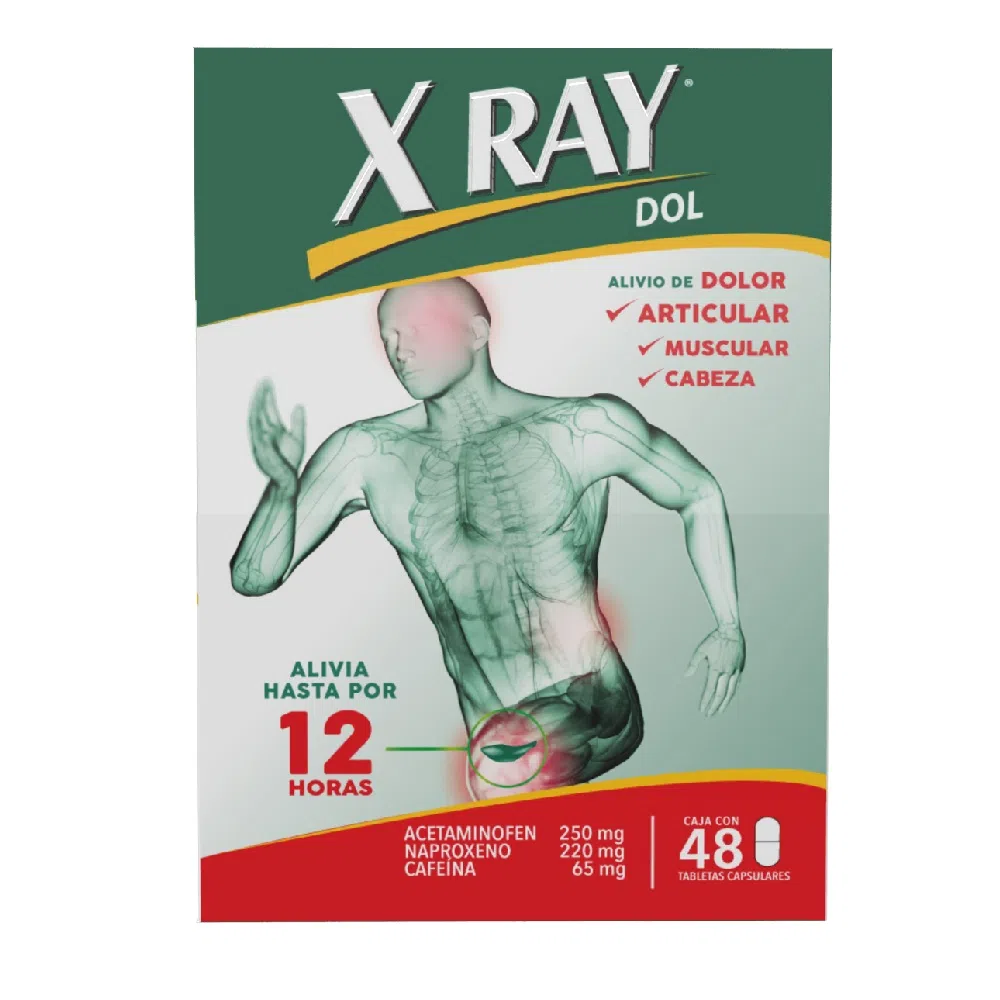 X RAY®
DOL
ALIVIO DE DOLOR
ARTICULAR
MUSCULAR
CABEZA
ALIVIA
HASTA POR
12
HORAS
ACETAMINOFEN 250 mg
NAPROXENO 220 mg
CAFEÍNA 65 mg
CAJA CON
48
TABLETAS CAPSULARES